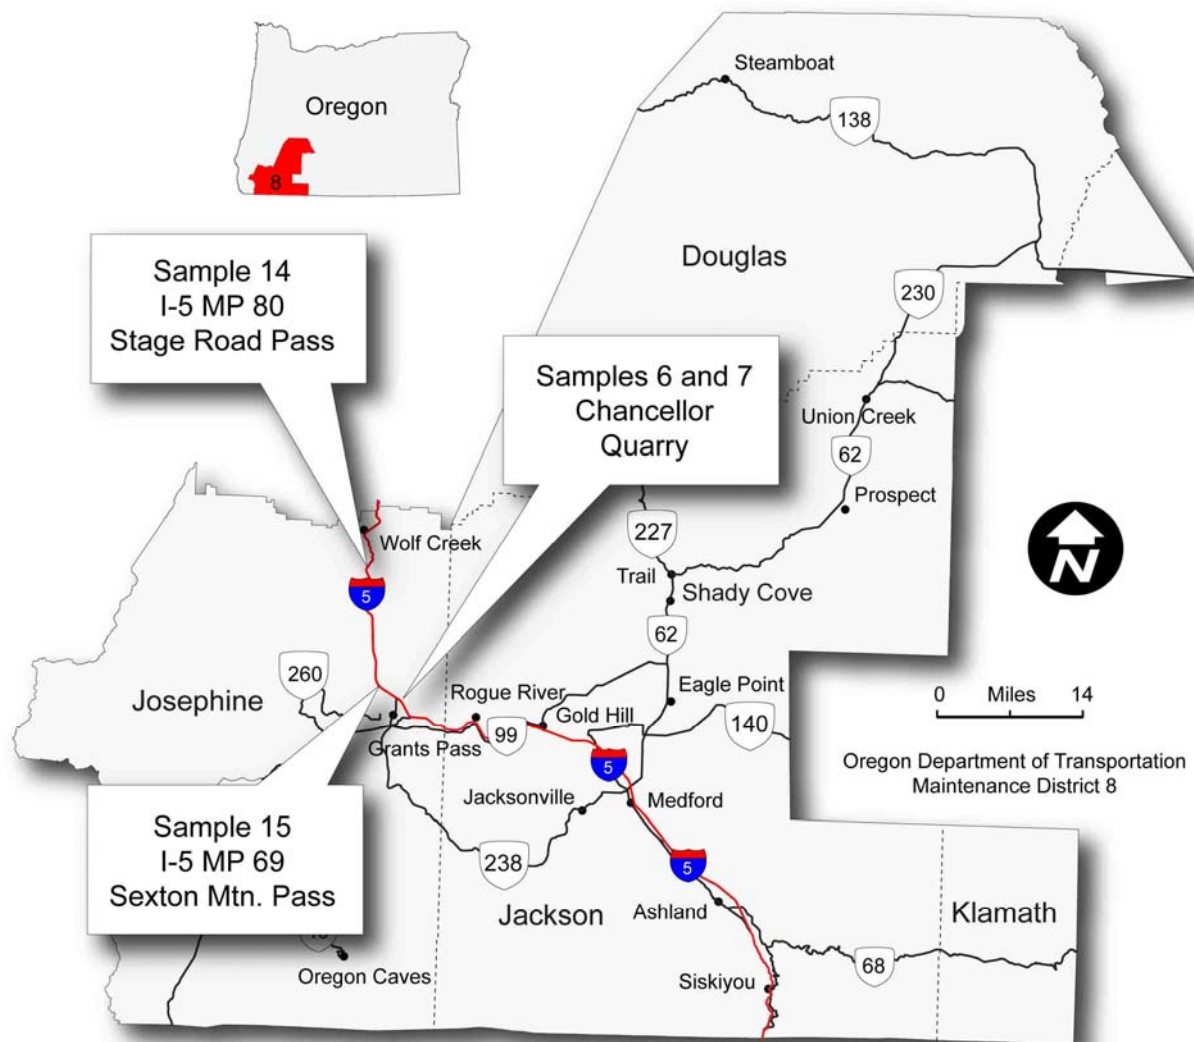 Oregon
8
Steamboat
138
Douglas
Sample 14
I-5 MP 80
Stage Road Pass
230
Samples 6 and 7
Chancellor
Quarry
Union Creek
62
Prospect
Wolf Creek
227
N
5
Trail
Shady Cove
62
260
Josephine
Rogue River
Eagle Point
0 Miles 14
Gold Hill
99
140
Grants Pass
5
Oregon Department of Transportation
Maintenance District 8
Jacksonville
Medford
Sample 15
I-5 MP 69
Sexton Mtn. Pass
238
5
Jackson
Ashland
Klamath
Oregon Caves
68
Siskiyou